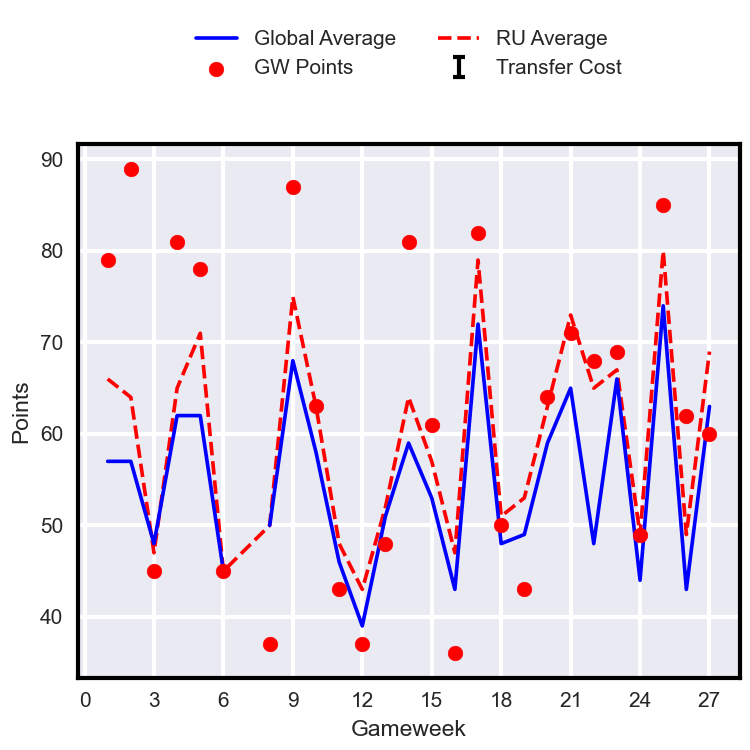 Global Average
RU Average
GW Points
Transfer Cost
90
80
70
60
50
40
Points
0 3 6 9 12 15 18 21 24 27
Gameweek